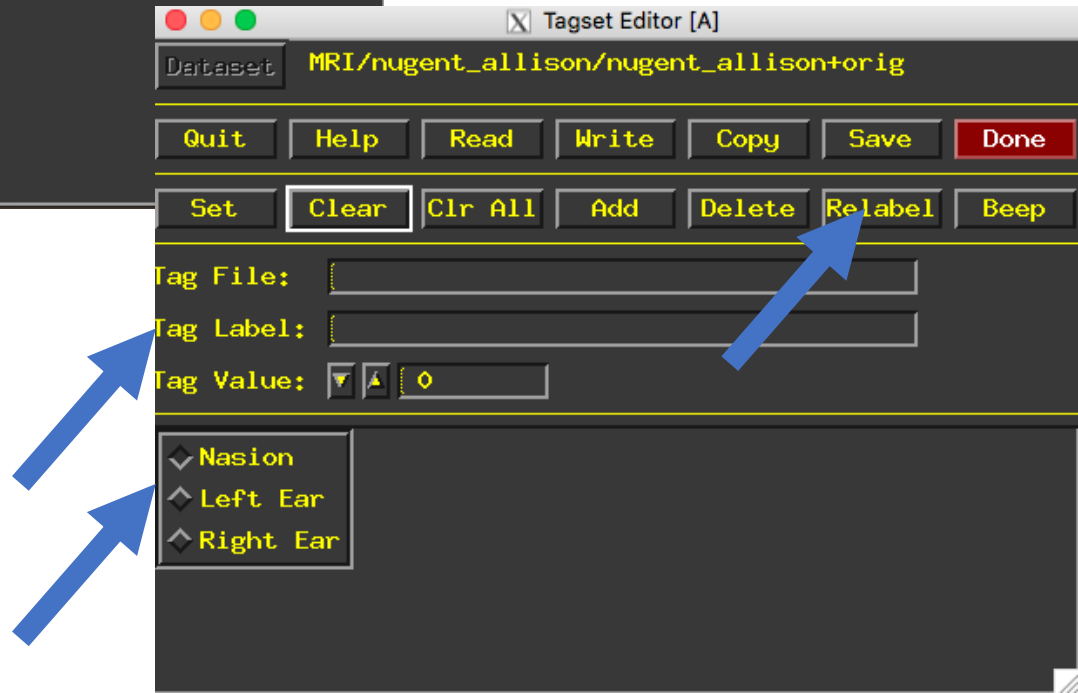 X Tagset Editor [A]
Dataset MRI/nugent_allison/nugent_allison+orig
Quit Help Read Write Copy Save Done
Set Clear Clr All Add Delete Relabel Beep
Tag File:
Tag Label:
Tag Value: 0
Nasion
Left Ear
Right Ear